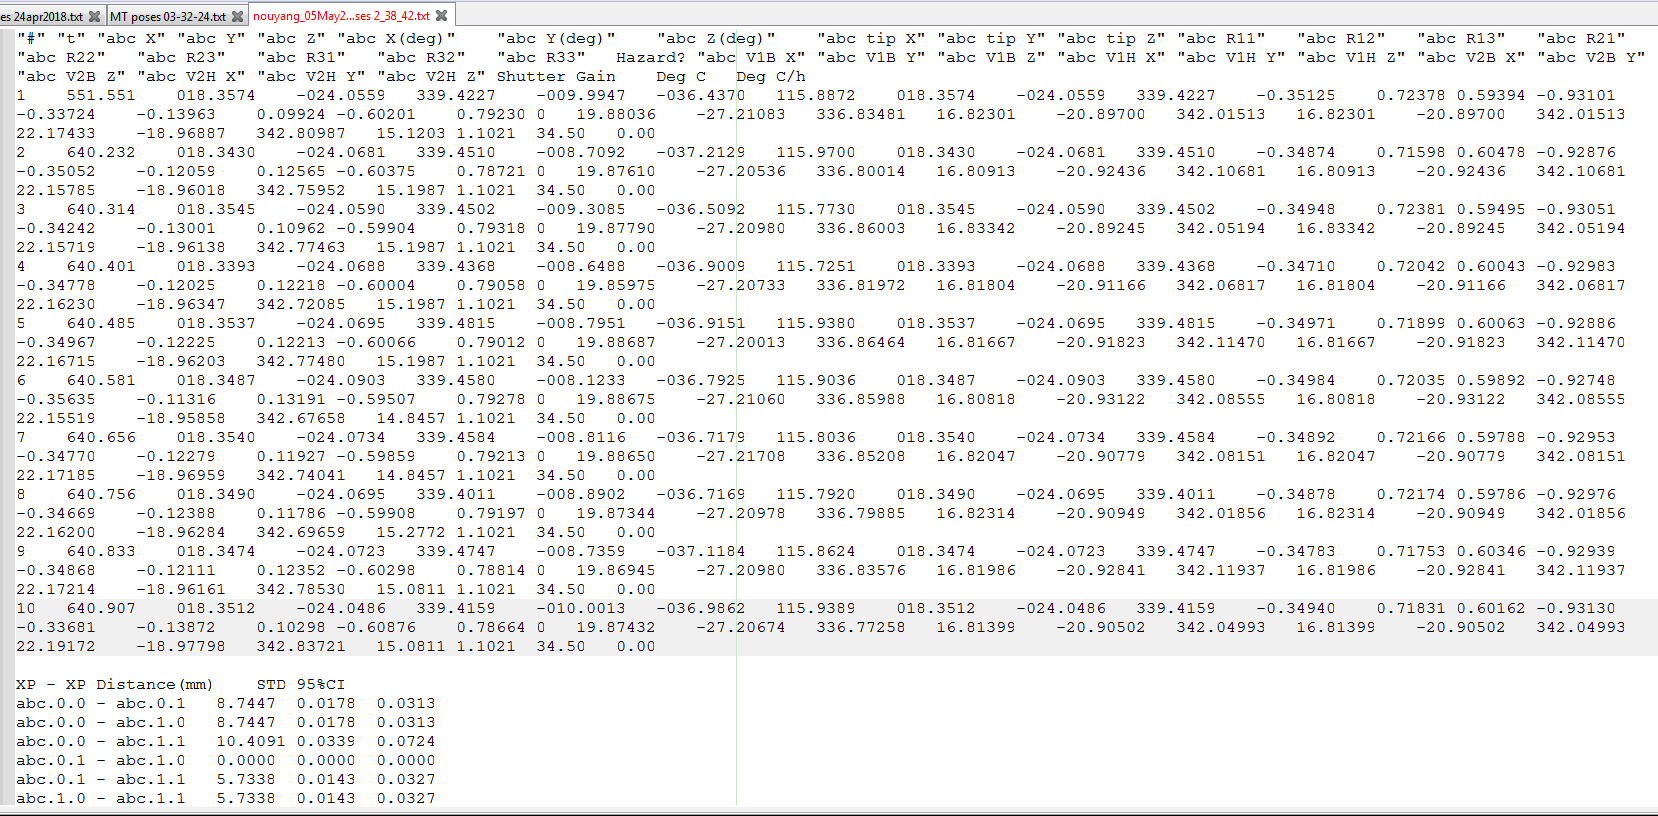 es 24apr2018.txt MT poses 03-32-24.txt nouyang_05May2...ses 2_38_42.txt
"#" "t" "abc X" "abc Y" "abc Z" "abc X(deg)" "abc Y(deg)" "abc Z(deg)" "abc tip X" "abc tip Y" "abc tip Z" "abc R11" "abc R12" "abc R13" "abc R21"
"abc R22" "abc R23" "abc R31" "abc R32" "abc R33" Hazard? "abc V1B X" "abc V1B Y" "abc V1B Z" "abc V1H X" "abc V1H Y" "abc V1H Z" "abc V2B X" "abc V2B Y"
"abc V2B Z" "abc V2H X" "abc V2H Y" "abc V2H Z" Shutter Gain Deg C Deg C/h
1 551.551 018.3574 -024.0559 339.4227 -009.9947 -036.4370 115.8872 018.3574 -024.0559 339.4227 -0.35125 0.72378 0.59394 -0.93101
-0.33724 -0.13963 0.09924 -0.60201 0.79230 0 19.88036 -27.21083 336.83481 16.82301 -20.89700 342.01513 16.82301 -20.89700 342.01513
22.17433 -18.96887 342.80987 15.1203 1.1021 34.50 0.00
2 640.232 018.3430 -024.0681 339.4510 -008.7092 -037.2129 115.9700 018.3430 -024.0681 339.4510 -0.34874 0.71598 0.60478 -0.92876
-0.35052 -0.12059 0.12565 -0.60375 0.78721 0 19.87610 -27.20536 336.80014 16.80913 -20.92436 342.10681 16.80913 -20.92436 342.10681
22.15785 -18.96018 342.75952 15.1987 1.1021 34.50 0.00
3 640.314 018.3545 -024.0590 339.4502 -009.3085 -036.5092 115.7730 018.3545 -024.0590 339.4502 -0.34948 0.72381 0.59495 -0.93051
-0.34242 -0.13001 0.10962 -0.59904 0.79318 0 19.87790 -27.20980 336.86003 16.83342 -20.89245 342.05194 16.83342 -20.89245 342.05194
22.15719 -18.96138 342.77463 15.1987 1.1021 34.50 0.00
4 640.401 018.3393 -024.0688 339.4368 -008.6488 -036.9009 115.7251 018.3393 -024.0688 339.4368 -0.34710 0.72042 0.60043 -0.92983
-0.34778 -0.12025 0.12218 -0.60004 0.79058 0 19.85975 -27.20733 336.81972 16.81804 -20.91166 342.06817 16.81804 -20.91166 342.06817
22.16230 -18.96347 342.72085 15.1987 1.1021 34.50 0.00
5 640.485 018.3537 -024.0695 339.4815 -008.7951 -036.9151 115.9380 018.3537 -024.0695 339.4815 -0.34971 0.71899 0.60063 -0.92886
-0.34967 -0.12225 0.12213 -0.60066 0.79012 0 19.88687 -27.20013 336.86464 16.81667 -20.91823 342.11470 16.81667 -20.91823 342.11470
22.16715 -18.96203 342.77480 15.1987 1.1021 34.50 0.00
6 640.581 018.3487 -024.0903 339.4580 -008.1233 -036.7925 115.9036 018.3487 -024.0903 339.4580 -0.34984 0.72035 0.59892 -0.92748
-0.35635 -0.11316 0.13191 -0.59507 0.79278 0 19.88675 -27.21060 336.85988 16.80818 -20.93122 342.08555 16.80818 -20.93122 342.08555
22.15519 -18.95858 342.67658 14.8457 1.1021 34.50 0.00
7 640.656 018.3540 -024.0734 339.4584 -008.8116 -036.7179 115.8036 018.3540 -024.0734 339.4584 -0.34892 0.72166 0.59788 -0.92953
-0.34770 -0.12279 0.11927 -0.59859 0.79213 0 19.88650 -27.21708 336.85208 16.82047 -20.90779 342.08151 16.82047 -20.90779 342.08151
22.17185 -18.96959 342.74041 14.8457 1.1021 34.50 0.00
8 640.756 018.3490 -024.0695 339.4011 -008.8902 -036.7169 115.7920 018.3490 -024.0695 339.4011 -0.34878 0.72174 0.59786 -0.92976
-0.34669 -0.12388 0.11786 -0.59908 0.79197 0 19.87344 -27.20978 336.79885 16.82314 -20.90949 342.01856 16.82314 -20.90949 342.01856
22.16200 -18.96284 342.69659 15.2772 1.1021 34.50 0.00
9 640.833 018.3474 -024.0723 339.4747 -008.7359 -037.1184 115.8624 018.3474 -024.0723 339.4747 -0.34783 0.71753 0.60346 -0.92939
-0.34868 -0.12111 0.12352 -0.60298 0.78814 0 19.86945 -27.20980 336.83576 16.81986 -20.92841 342.11937 16.81986 -20.92841 342.11937
22.17214 -18.96161 342.78530 15.0811 1.1021 34.50 0.00
10 640.907 018.3512 -024.0486 339.4159 -010.0013 -036.9862 115.9389 018.3512 -024.0486 339.4159 -0.34940 0.71831 0.60162 -0.93130
-0.33681 -0.13872 0.10298 -0.60876 0.78664 0 19.87432 -27.20674 336.77258 16.81399 -20.90502 342.04993 16.81399 -20.90502 342.04993
22.19172 -18.97798 342.83721 15.0811 1.1021 34.50 0.00
XP - XP Distance(mm) STD 95%CI
abc.0.0 - abc.0.1 8.7447 0.0178 0.0313
abc.0.0 - abc.1.0 8.7447 0.0178 0.0313
abc.0.0 - abc.1.1 10.4091 0.0339 0.0724
abc.0.1 - abc.1.0 0.0000 0.0000 0.0000
abc.0.1 - abc.1.1 5.7338 0.0143 0.0327
abc.1.0 - abc.1.1 5.7338 0.0143 0.0327